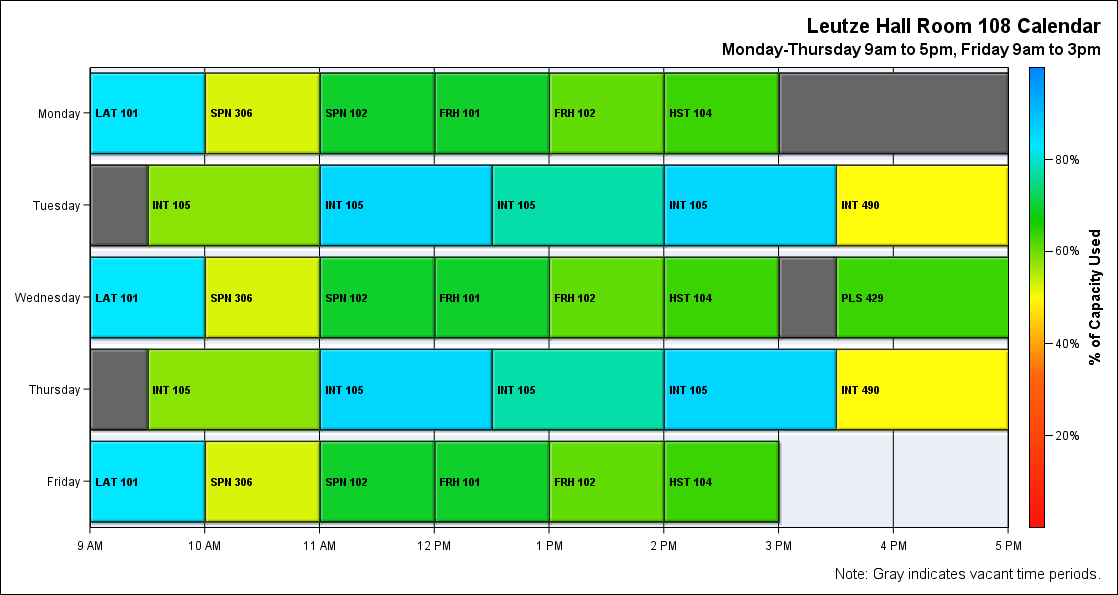 Leutze Hall Room 108 Calendar
Monday-Thursday 9am to 5pm, Friday 9am to 3pm
Monday
LAT 101
SPN 306
SPN 102
FRH 101
FRH 102
HST 104
Tuesday
INT 105
INT 105
INT 105
INT 105
INT 490
Wednesday
LAT 101
SPN 306
SPN 102
FRH 101
FRH 102
HST 104
PLS 429
Thursday
INT 105
INT 105
INT 105
INT 105
INT 490
Friday
LAT 101
SPN 306
SPN 102
FRH 101
FRH 102
HST 104
9 AM
10 AM
11 AM
12 PM
1 PM
2 PM
3 PM
4 PM
5 PM
80%
60%
40%
20%
% of Capacity Used
Note: Gray indicates vacant time periods.